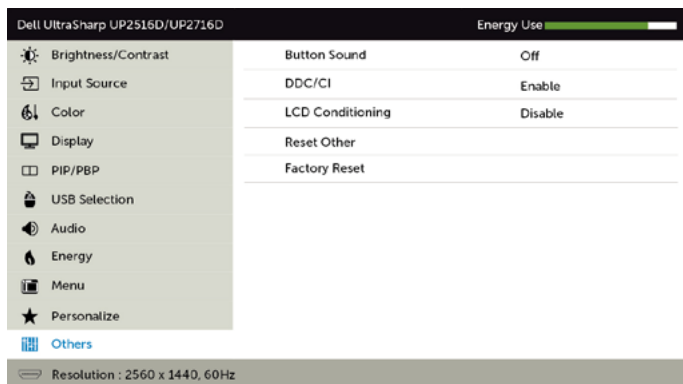 Dell UltraSharp UP2516D/UP2716D Energy Use
Brightness/Contrast Button Sound Off
Input Source DDC/CI Enable
Color LCD Conditioning Disable
Display Reset Other
PIP/PBP Factory Reset
USB Selection
Audio
Energy
Menu
Personalize
Others
Resolution : 2560 x 1440, 60Hz